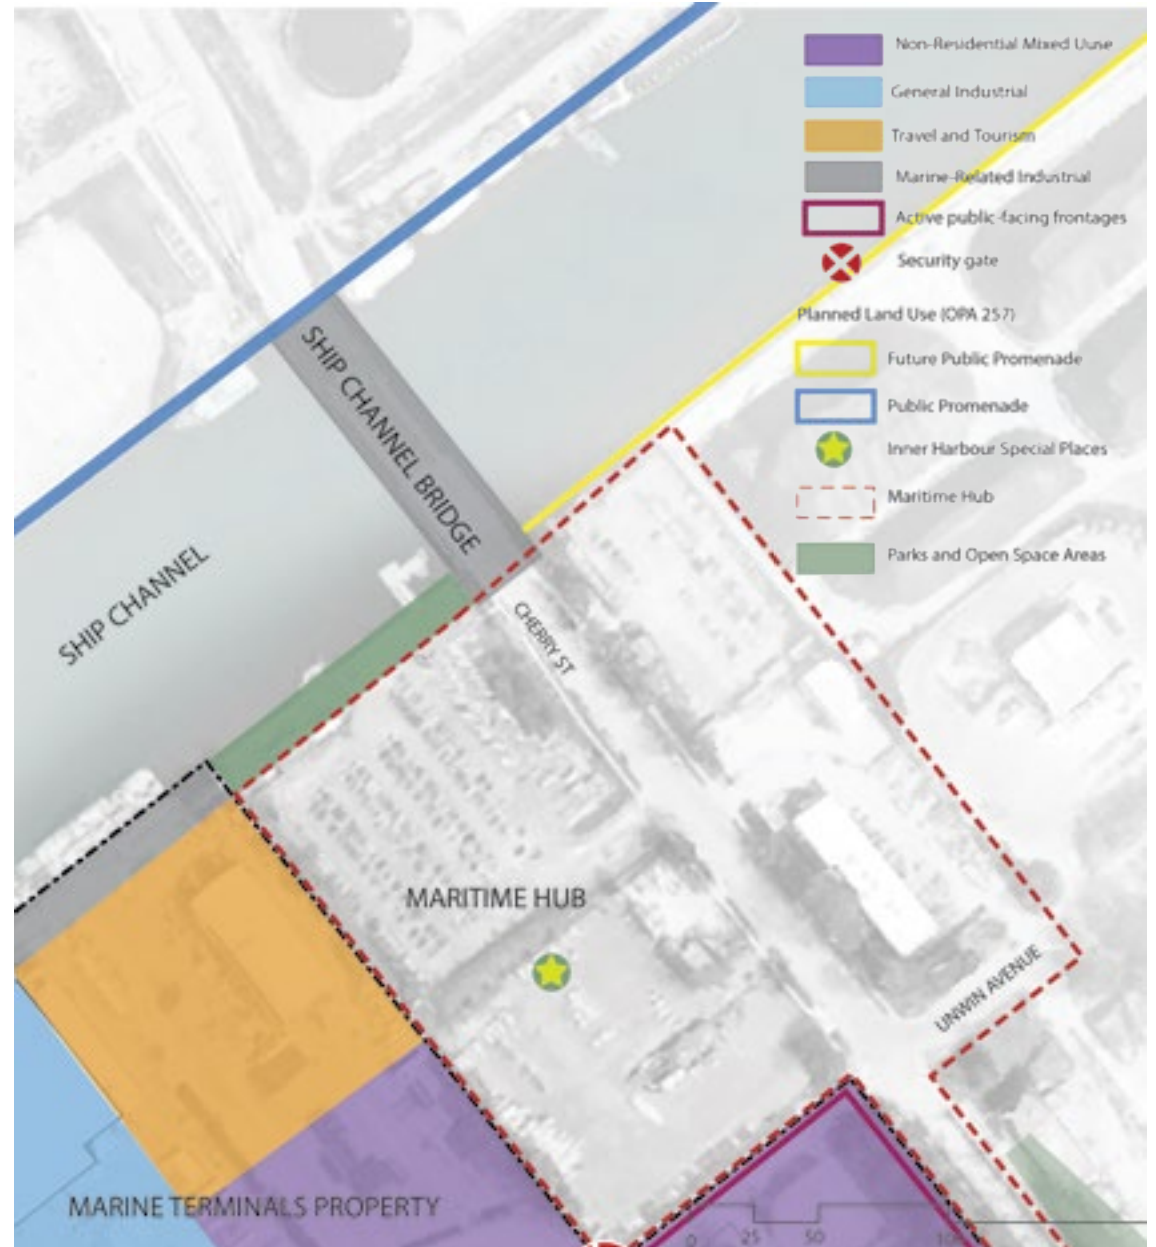 Non-Residential Mixed Uuse
General Industrial
Travel and Tourism
Marine-Related Industrial
Active public-facing frontages
Security gate
Planned Land Use (OPA 257)
Future Public Promenade
Public Promenade
Inner Harbour Special Places
Maritime Hub
Parks and Open Space Areas
SHIP CHANNEL BRIDGE
SHIP CHANNEL
CHERRY ST
MARITIME HUB
UNWIN AVENUE
MARINE TERMINALS PROPERTY
0 25 50